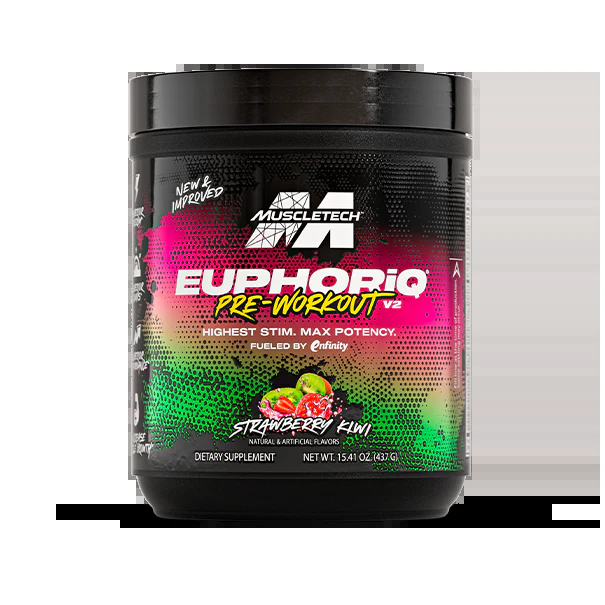 NEW &
IMPROVED
MUSCLETECH
EUPHORiQ
PRE-WORKOUT V2
HIGHEST STIM. MAX POTENCY.
FUELED BY enfinity
STRAWBERRY KIWI
NATURAL & ARTIFICIAL FLAVORS
DIETARY SUPPLEMENT NET WT. 15.41 OZ. (437 G)